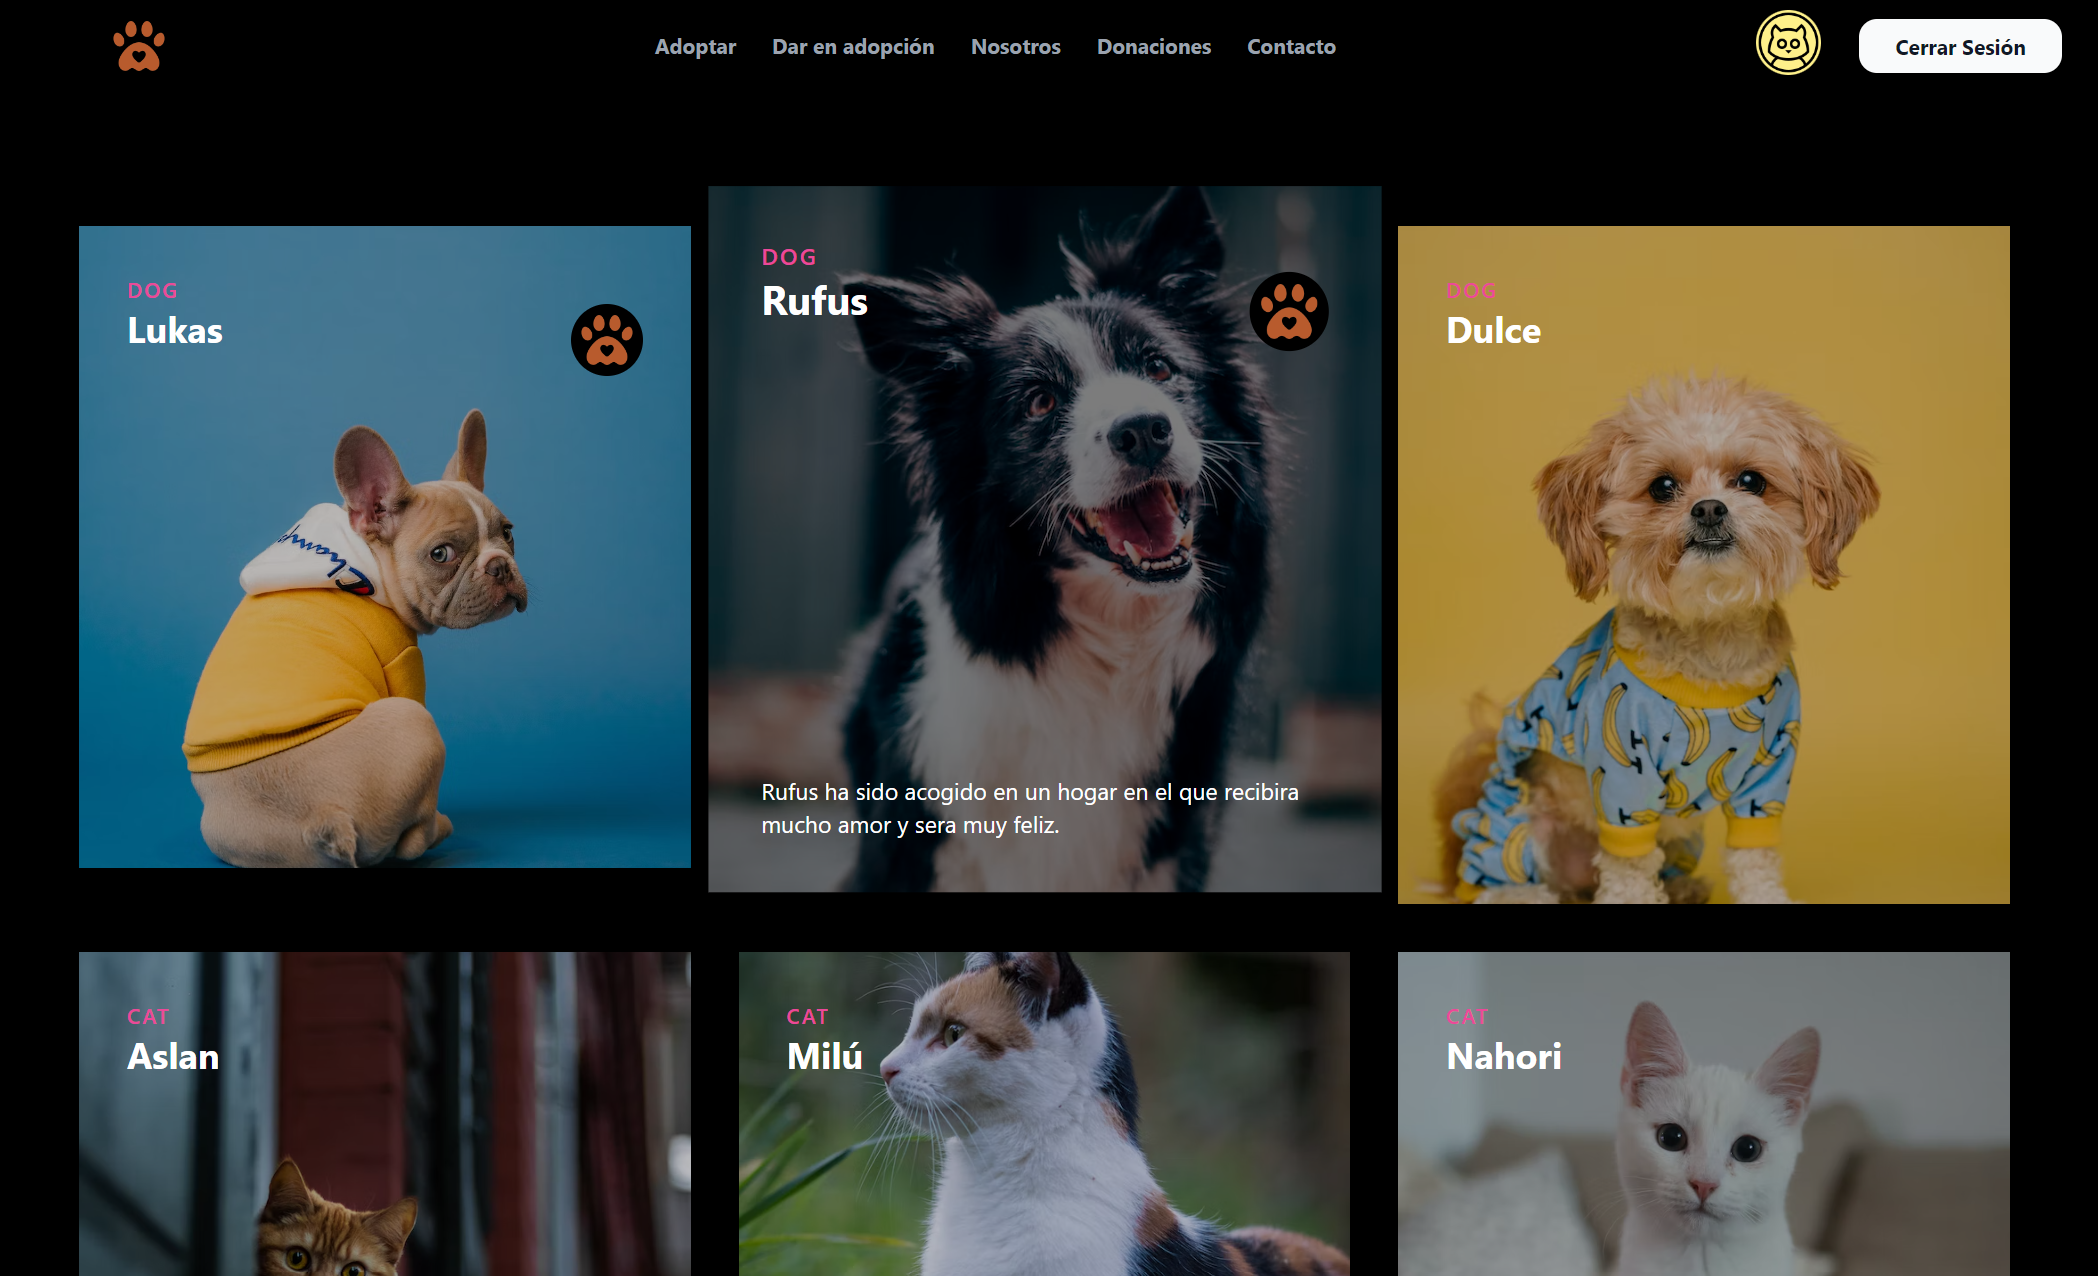 Adoptar Dar en adopción Nosotros Donaciones Contacto Cerrar Sesión
DOG
Lukas
DOG
Rufus
Rufus ha sido acogido en un hogar en el que recibira
mucho amor y sera muy feliz.
DOG
Dulce
CAT
Aslan
CAT
Milú
CAT
Nahori